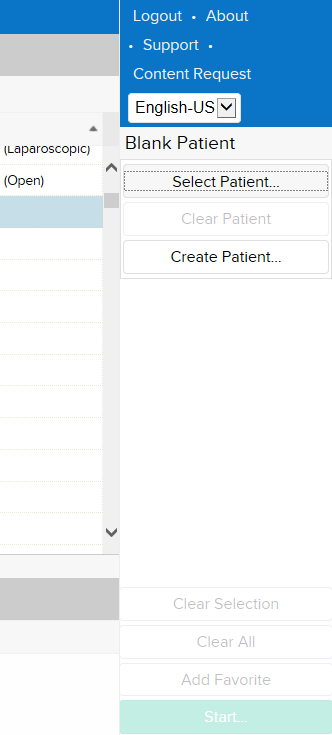 Logout • About
• Support •
Content Request
English-US
Blank Patient
(Laparoscopic)
(Open)
Select Patient...
Clear Patient
Create Patient...
Clear Selection
Clear All
Add Favorite
Start...